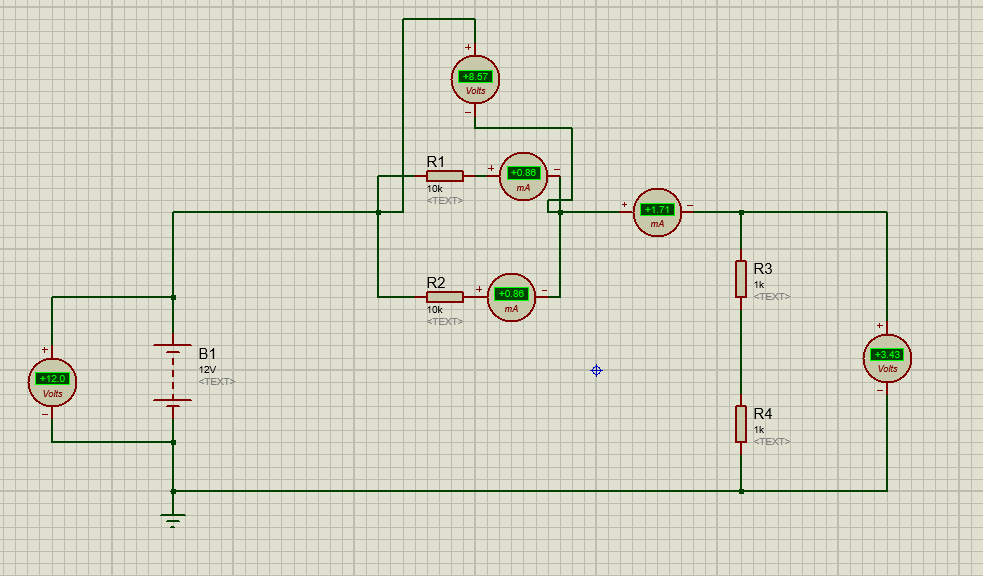 +
+8.57
Volts
−
R1
10k
<TEXT>
+
+0.86
mA
−
+
+1.71
mA
−
R2
10k
<TEXT>
+
+0.86
mA
−
R3
1k
<TEXT>
+
+12.0
Volts
−
B1
12V
<TEXT>
+
+3.43
Volts
−
R4
1k
<TEXT>